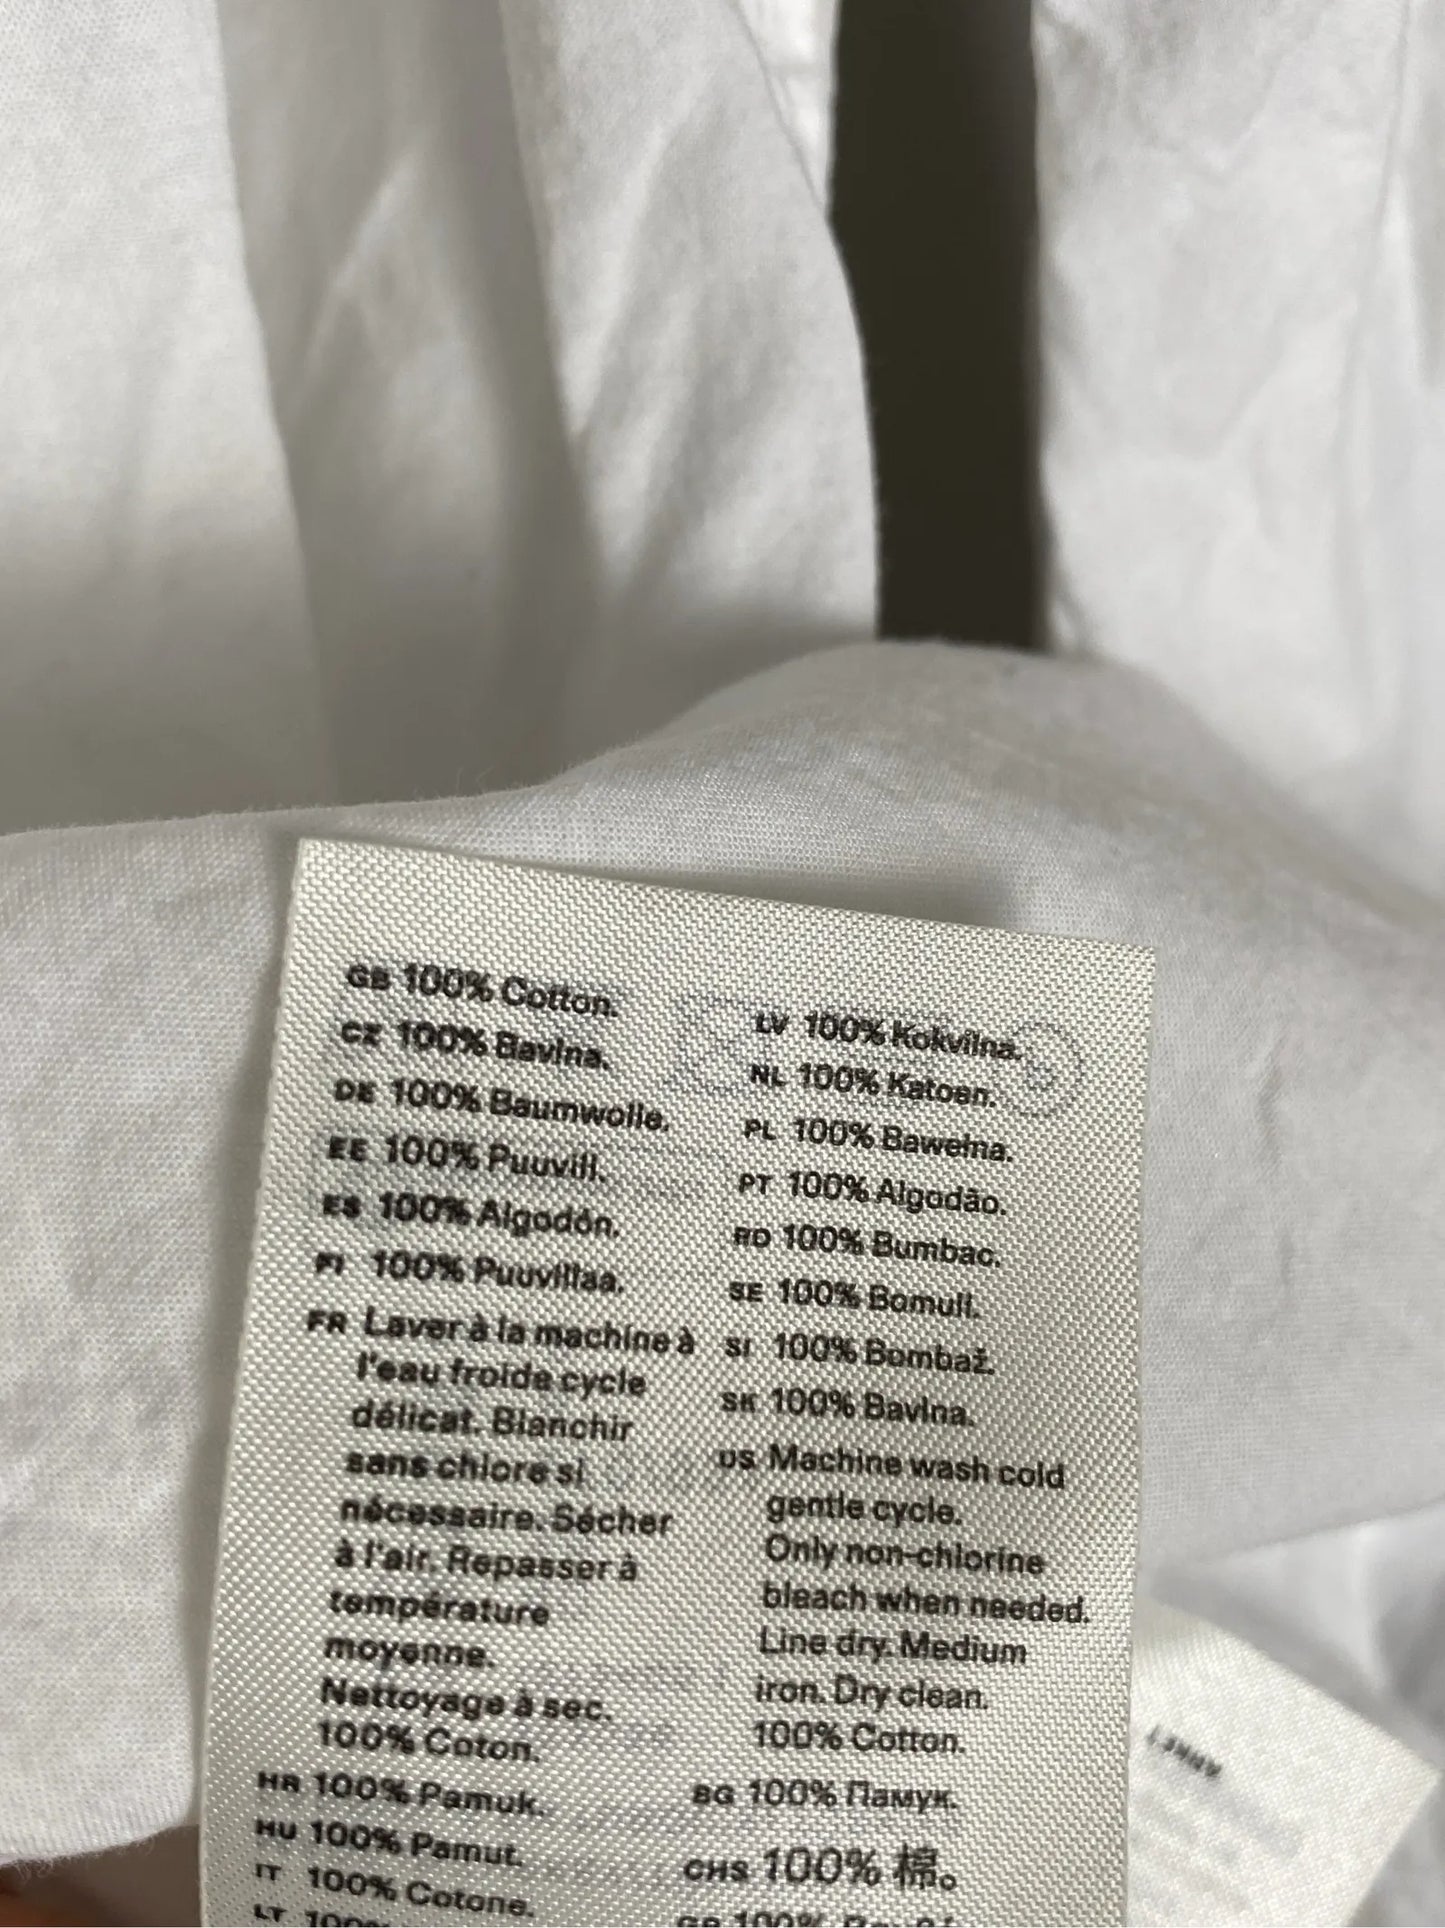 GB 100% Cotton.
CZ 100% Bavlna.
DE 100% Baumwolle.
EE 100% Puuvill.
ES 100% Algodón.
FI 100% Puuvillaa.
FR Laver à la machine à
l'eau froide cycle
délicat. Blanchir
sans chlore si
nécessaire. Sécher
à l'air. Repasser à
température
moyenne.
Nettoyage à sec.
100% Coton.
HR 100% Pamuk.
HU 100% Pamut.
IT 100% Cotone.
LT 100%
LV 100% Kokvilna.
NL 100% Katoen.
PL 100% Bawełna.
PT 100% Algodão.
RO 100% Bumbac.
SE 100% Bomull.
SI 100% Bombaž.
SK 100% Bavlna.
US Machine wash cold
gentle cycle.
Only non-chlorine
bleach when needed.
Line dry. Medium
iron. Dry clean.
100% Cotton.
BG 100% Памук.
CHS 100% 棉。
GR 100%